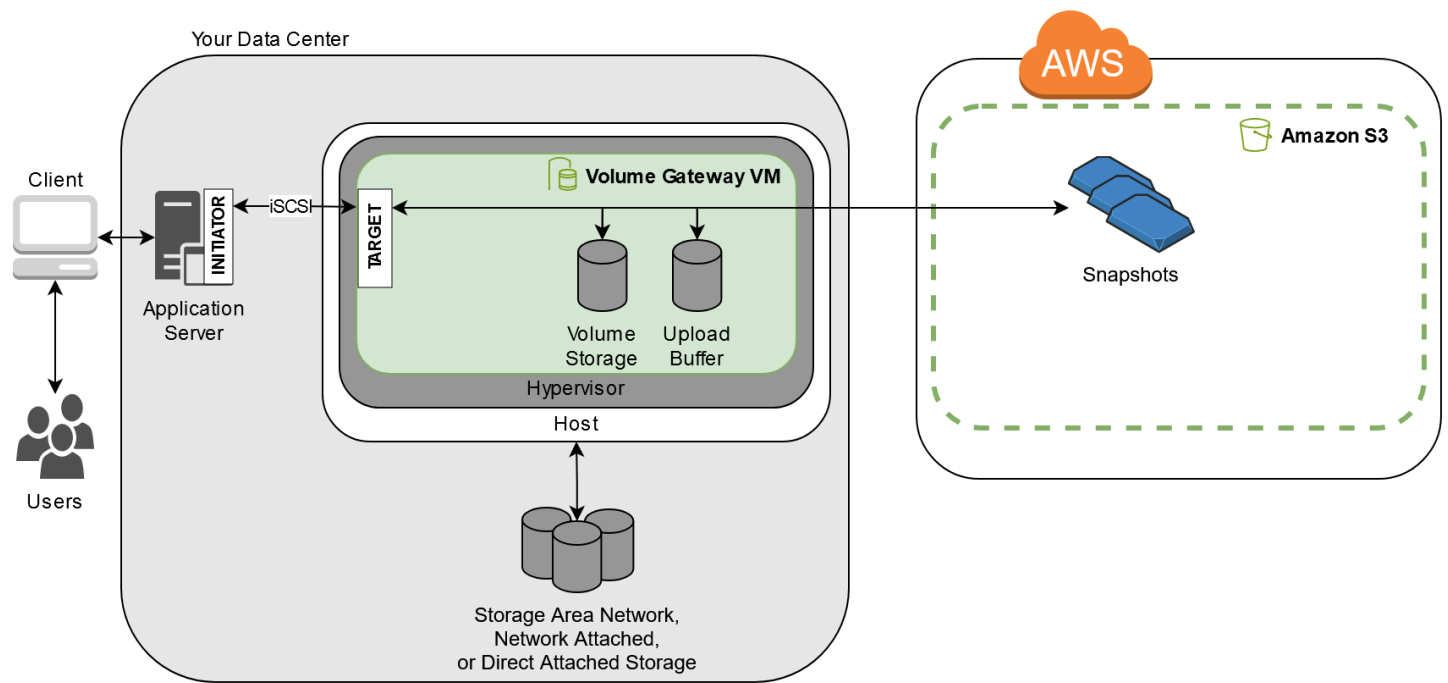 Your Data Center
AWS
Amazon S3
Volume Gateway VM
Client
INITIATOR
iSCSI
TARGET
Snapshots
Application
Server
Volume
Storage
Upload
Buffer
Hypervisor
Host
Users
Storage Area Network,
Network Attached,
or Direct Attached Storage